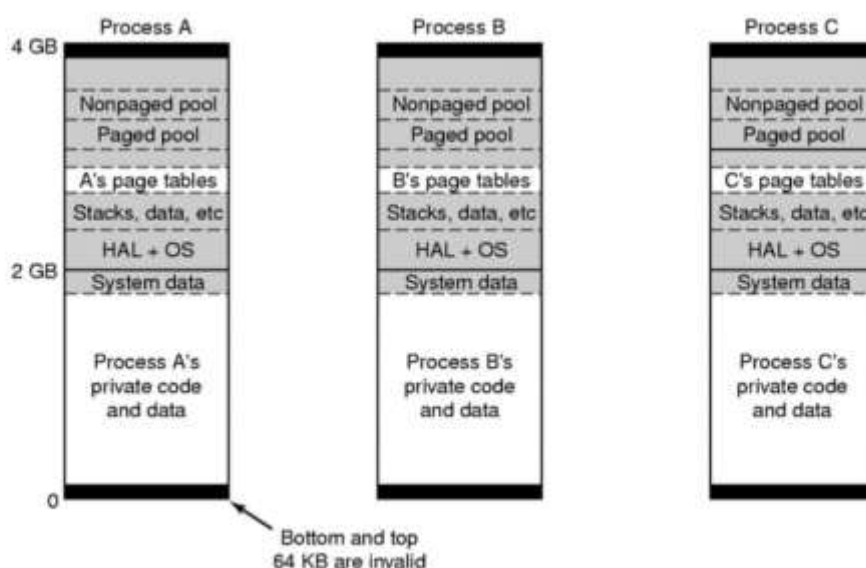 Process A
4 GB
Nonpaged pool
Paged pool
A's page tables
Stacks, data, etc
HAL + OS
2 GB
System data
Process A's
private code
and data
0
Bottom and top
64 KB are invalid
Process B
Nonpaged pool
Paged pool
B's page tables
Stacks, data, etc
HAL + OS
System data
Process B's
private code
and data
Process C
Nonpaged pool
Paged pool
C's page tables
Stacks, data, etc
HAL + OS
System data
Process C's
private code
and data